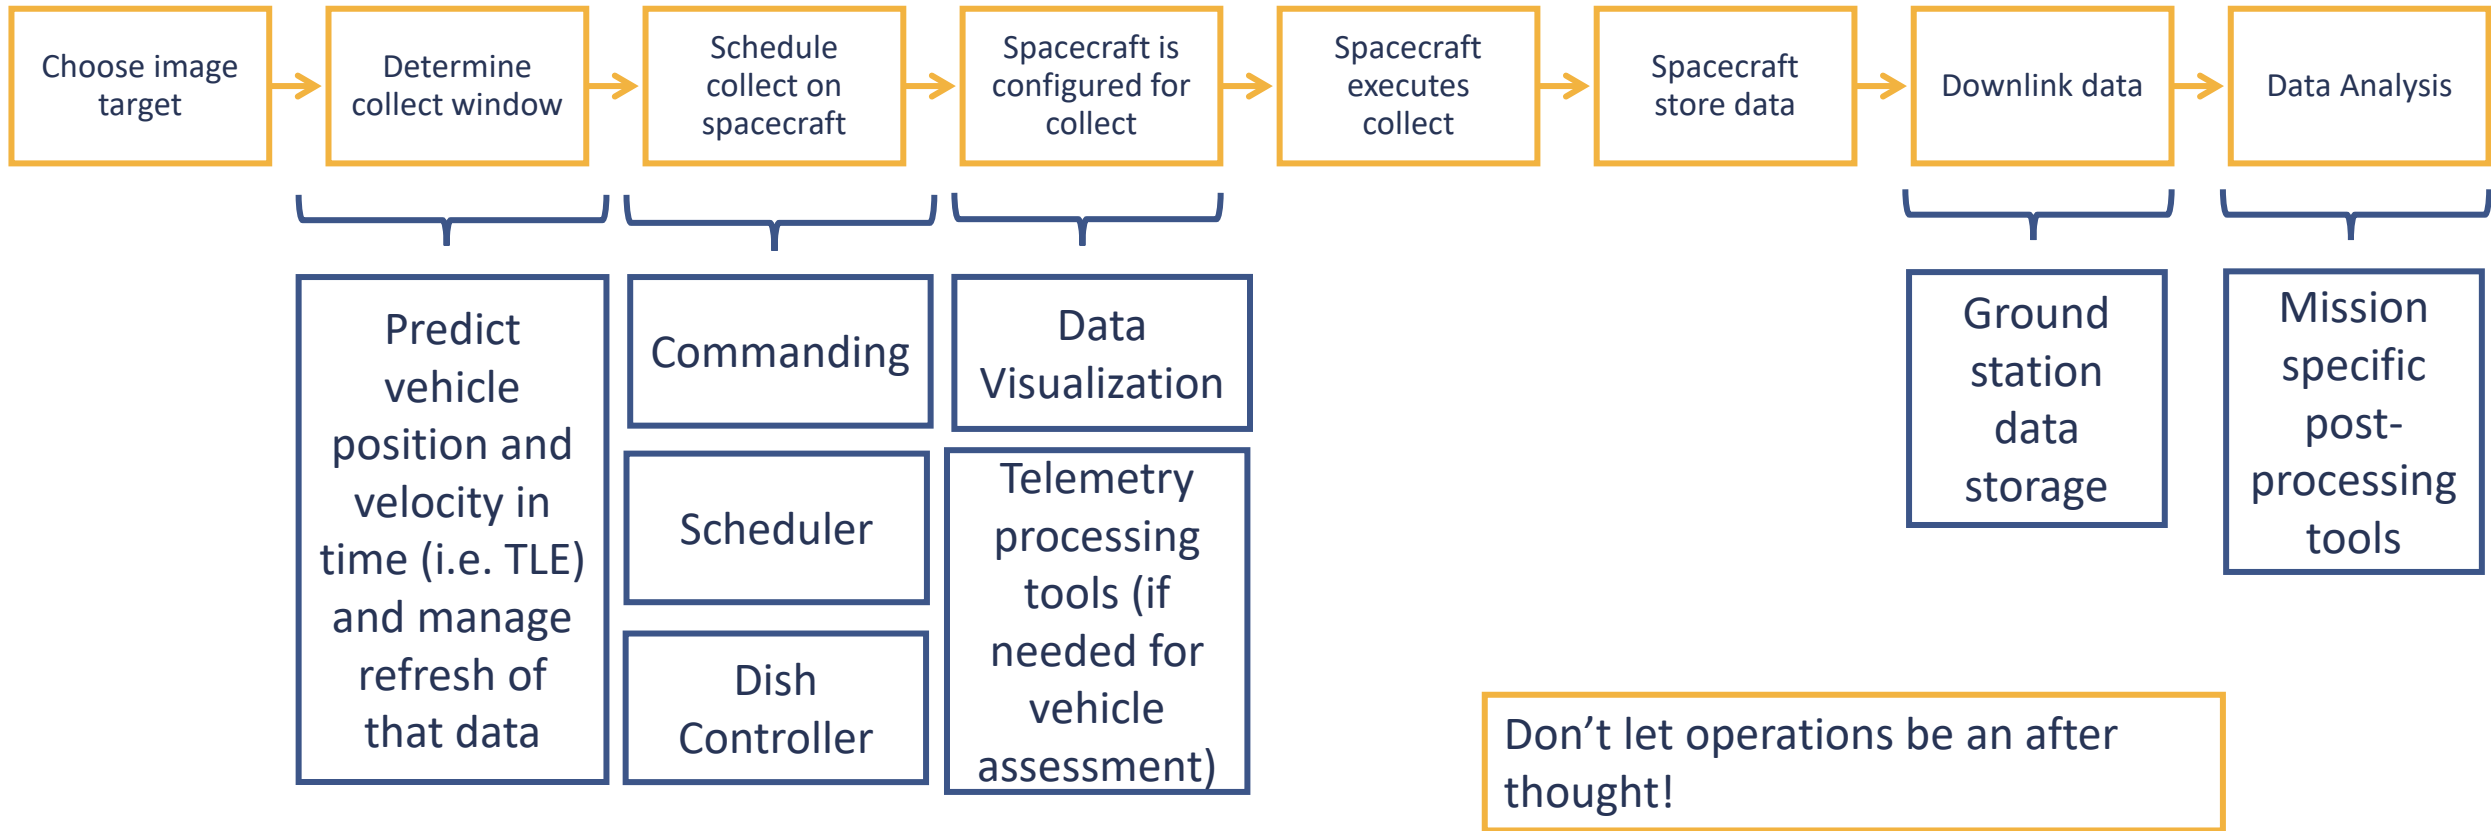 Choose image
target
Determine
collect window
Schedule
collect on
spacecraft
Spacecraft is
configured for
collect
Spacecraft
executes
collect
Spacecraft
store data
Downlink data
Data Analysis
Predict
vehicle
position and
velocity in
time (i.e. TLE)
and manage
refresh of
that data
Commanding
Scheduler
Dish
Controller
Data
Visualization
Telemetry
processing
tools (if
needed for
vehicle
assessment)
Ground
station
data
storage
Mission
specific
post-
processing
tools
Don’t let operations be an after
thought!